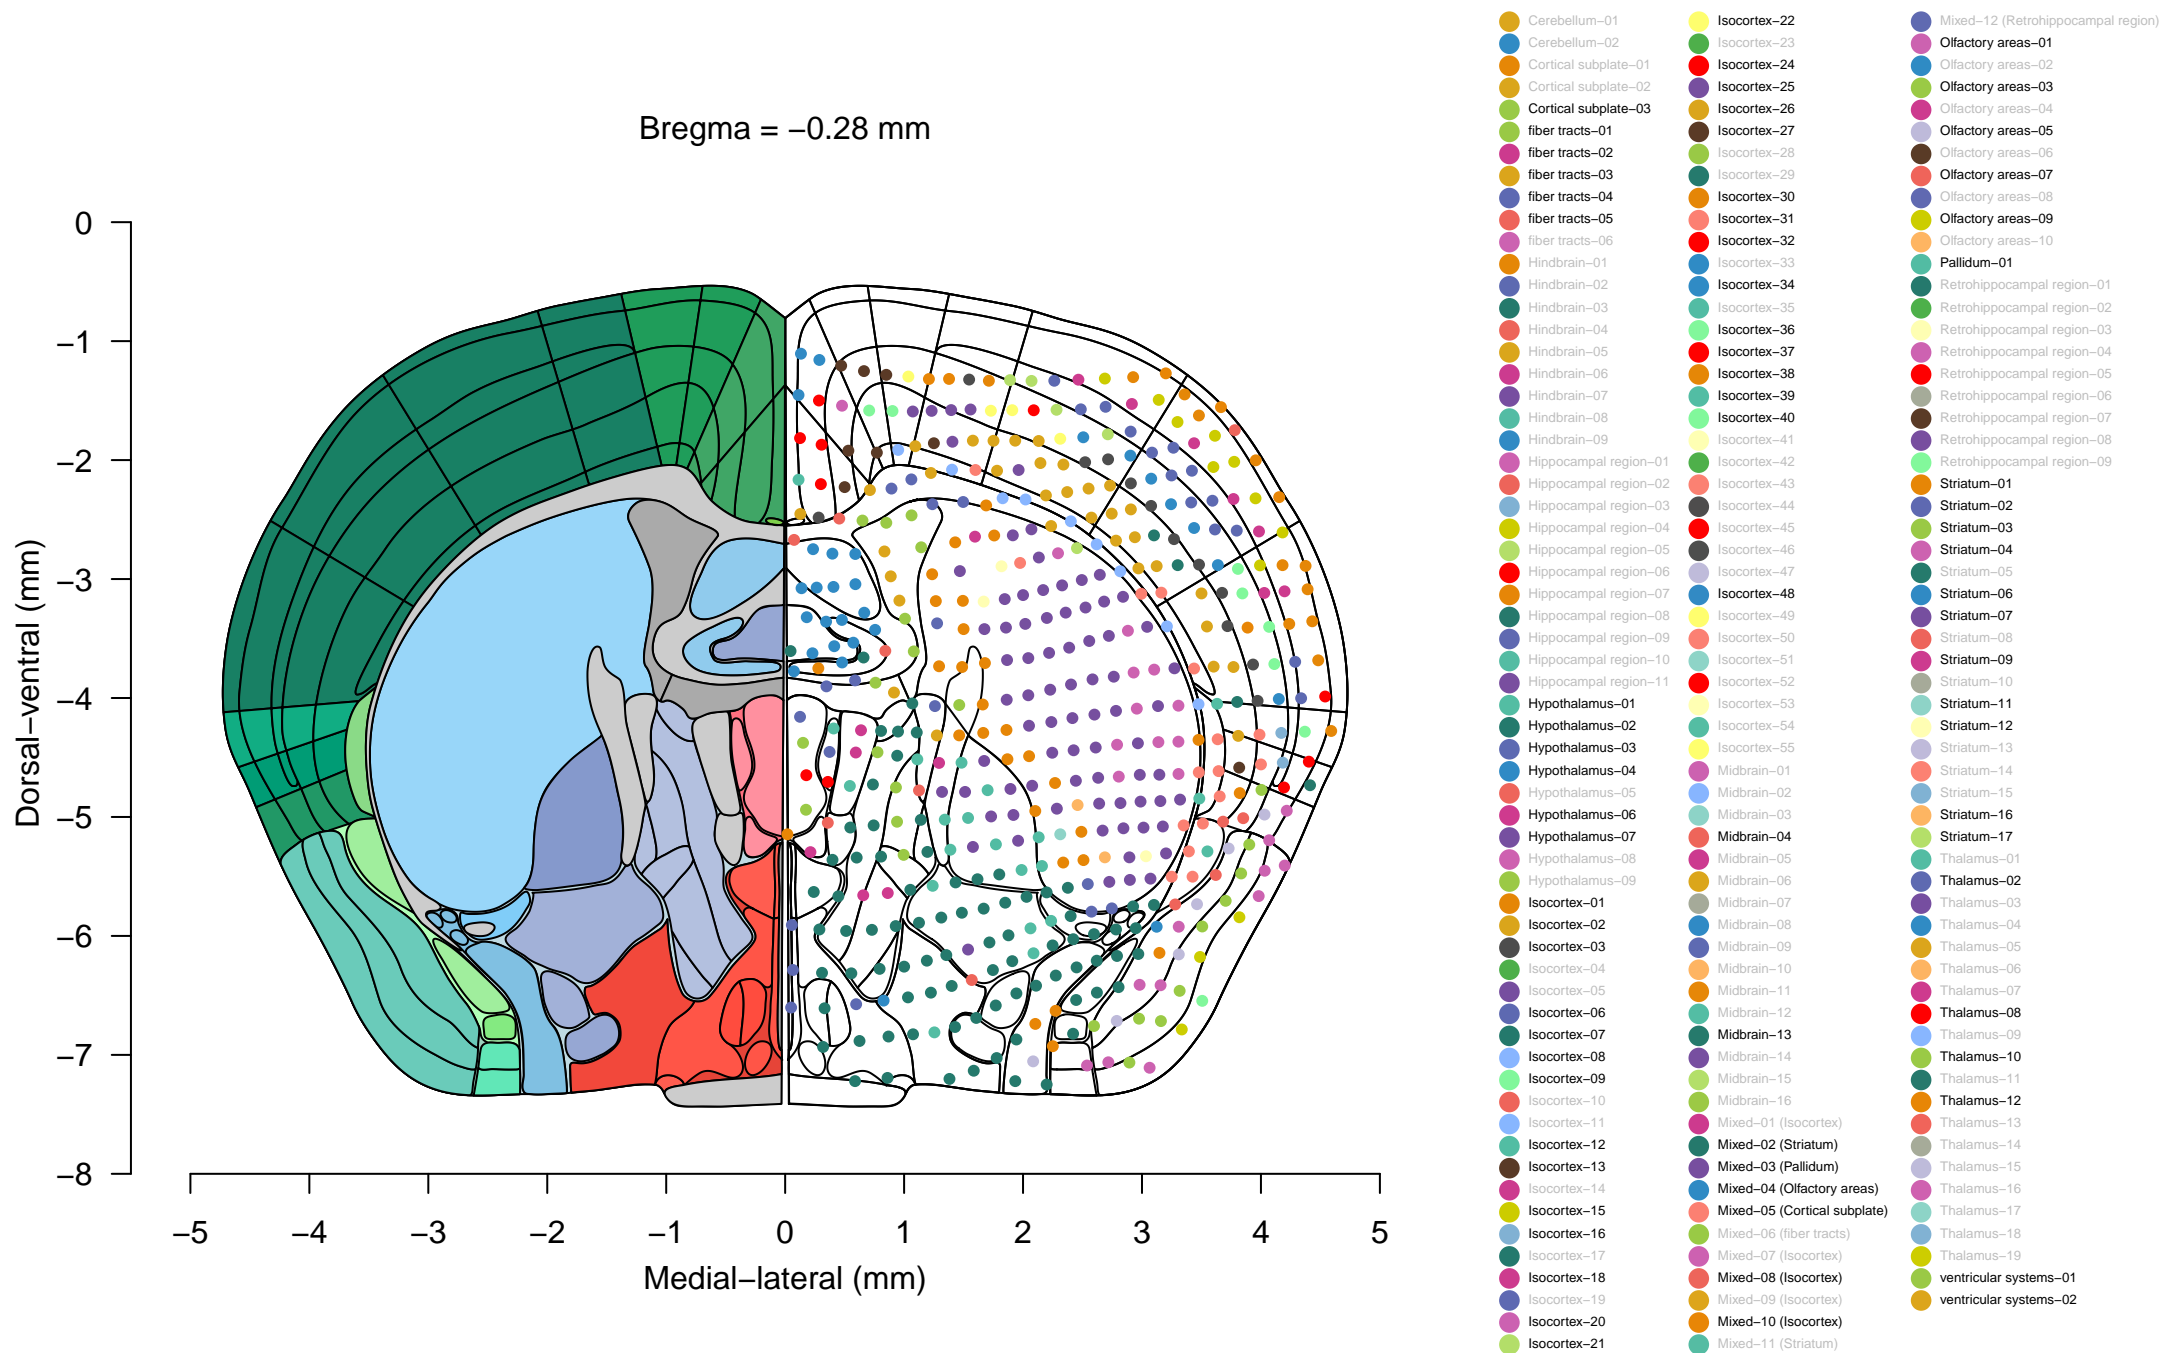 Bregma = −0.28 mm
Dorsal−ventral (mm)
0
−1
−2
−3
−4
−5
−6
−7
−8
−5 −4 −3 −2 −1 0 1 2 3 4 5
Medial−lateral (mm)
Cerebellum−01
Cerebellum−02
Cortical subplate−01
Cortical subplate−02
Cortical subplate−03
fiber tracts−01
fiber tracts−02
fiber tracts−03
fiber tracts−04
fiber tracts−05
fiber tracts−06
Hindbrain−01
Hindbrain−02
Hindbrain−03
Hindbrain−04
Hindbrain−05
Hindbrain−06
Hindbrain−07
Hindbrain−08
Hindbrain−09
Hippocampal region−01
Hippocampal region−02
Hippocampal region−03
Hippocampal region−04
Hippocampal region−05
Hippocampal region−06
Hippocampal region−07
Hippocampal region−08
Hippocampal region−09
Hippocampal region−10
Hippocampal region−11
Hypothalamus−01
Hypothalamus−02
Hypothalamus−03
Hypothalamus−04
Hypothalamus−05
Hypothalamus−06
Hypothalamus−07
Hypothalamus−08
Hypothalamus−09
Isocortex−01
Isocortex−02
Isocortex−03
Isocortex−04
Isocortex−05
Isocortex−06
Isocortex−07
Isocortex−08
Isocortex−09
Isocortex−10
Isocortex−11
Isocortex−12
Isocortex−13
Isocortex−14
Isocortex−15
Isocortex−16
Isocortex−17
Isocortex−18
Isocortex−19
Isocortex−20
Isocortex−21
Isocortex−22
Isocortex−23
Isocortex−24
Isocortex−25
Isocortex−26
Isocortex−27
Isocortex−28
Isocortex−29
Isocortex−30
Isocortex−31
Isocortex−32
Isocortex−33
Isocortex−34
Isocortex−35
Isocortex−36
Isocortex−37
Isocortex−38
Isocortex−39
Isocortex−40
Isocortex−41
Isocortex−42
Isocortex−43
Isocortex−44
Isocortex−45
Isocortex−46
Isocortex−47
Isocortex−48
Isocortex−49
Isocortex−50
Isocortex−51
Isocortex−52
Isocortex−53
Isocortex−54
Isocortex−55
Midbrain−01
Midbrain−02
Midbrain−03
Midbrain−04
Midbrain−05
Midbrain−06
Midbrain−07
Midbrain−08
Midbrain−09
Midbrain−10
Midbrain−11
Midbrain−12
Midbrain−13
Midbrain−14
Midbrain−15
Midbrain−16
Mixed−01 (Isocortex)
Mixed−02 (Striatum)
Mixed−03 (Pallidum)
Mixed−04 (Olfactory areas)
Mixed−05 (Cortical subplate)
Mixed−06 (fiber tracts)
Mixed−07 (Isocortex)
Mixed−08 (Isocortex)
Mixed−09 (Isocortex)
Mixed−10 (Isocortex)
Mixed−11 (Striatum)
Mixed−12 (Retrohippocampal region)
Olfactory areas−01
Olfactory areas−02
Olfactory areas−03
Olfactory areas−04
Olfactory areas−05
Olfactory areas−06
Olfactory areas−07
Olfactory areas−08
Olfactory areas−09
Olfactory areas−10
Pallidum−01
Retrohippocampal region−01
Retrohippocampal region−02
Retrohippocampal region−03
Retrohippocampal region−04
Retrohippocampal region−05
Retrohippocampal region−06
Retrohippocampal region−07
Retrohippocampal region−08
Retrohippocampal region−09
Striatum−01
Striatum−02
Striatum−03
Striatum−04
Striatum−05
Striatum−06
Striatum−07
Striatum−08
Striatum−09
Striatum−10
Striatum−11
Striatum−12
Striatum−13
Striatum−14
Striatum−15
Striatum−16
Striatum−17
Thalamus−01
Thalamus−02
Thalamus−03
Thalamus−04
Thalamus−05
Thalamus−06
Thalamus−07
Thalamus−08
Thalamus−09
Thalamus−10
Thalamus−11
Thalamus−12
Thalamus−13
Thalamus−14
Thalamus−15
Thalamus−16
Thalamus−17
Thalamus−18
Thalamus−19
ventricular systems−01
ventricular systems−02